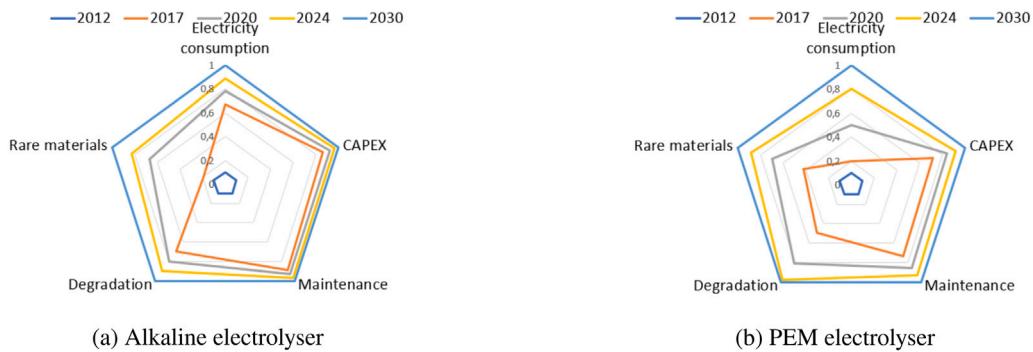 2012 2017 2020 2024 2030
Electricity
consumption
1
0,8
0,6
0,4
0,2
0
CAPEX
Maintenance
Degradation
Rare materials
(a) Alkaline electrolyser
2012 2017 2020 2024 2030
Electricity
consumption
1
0,8
0,6
0,4
0,2
0
CAPEX
Maintenance
Degradation
Rare materials
(b) PEM electrolyser